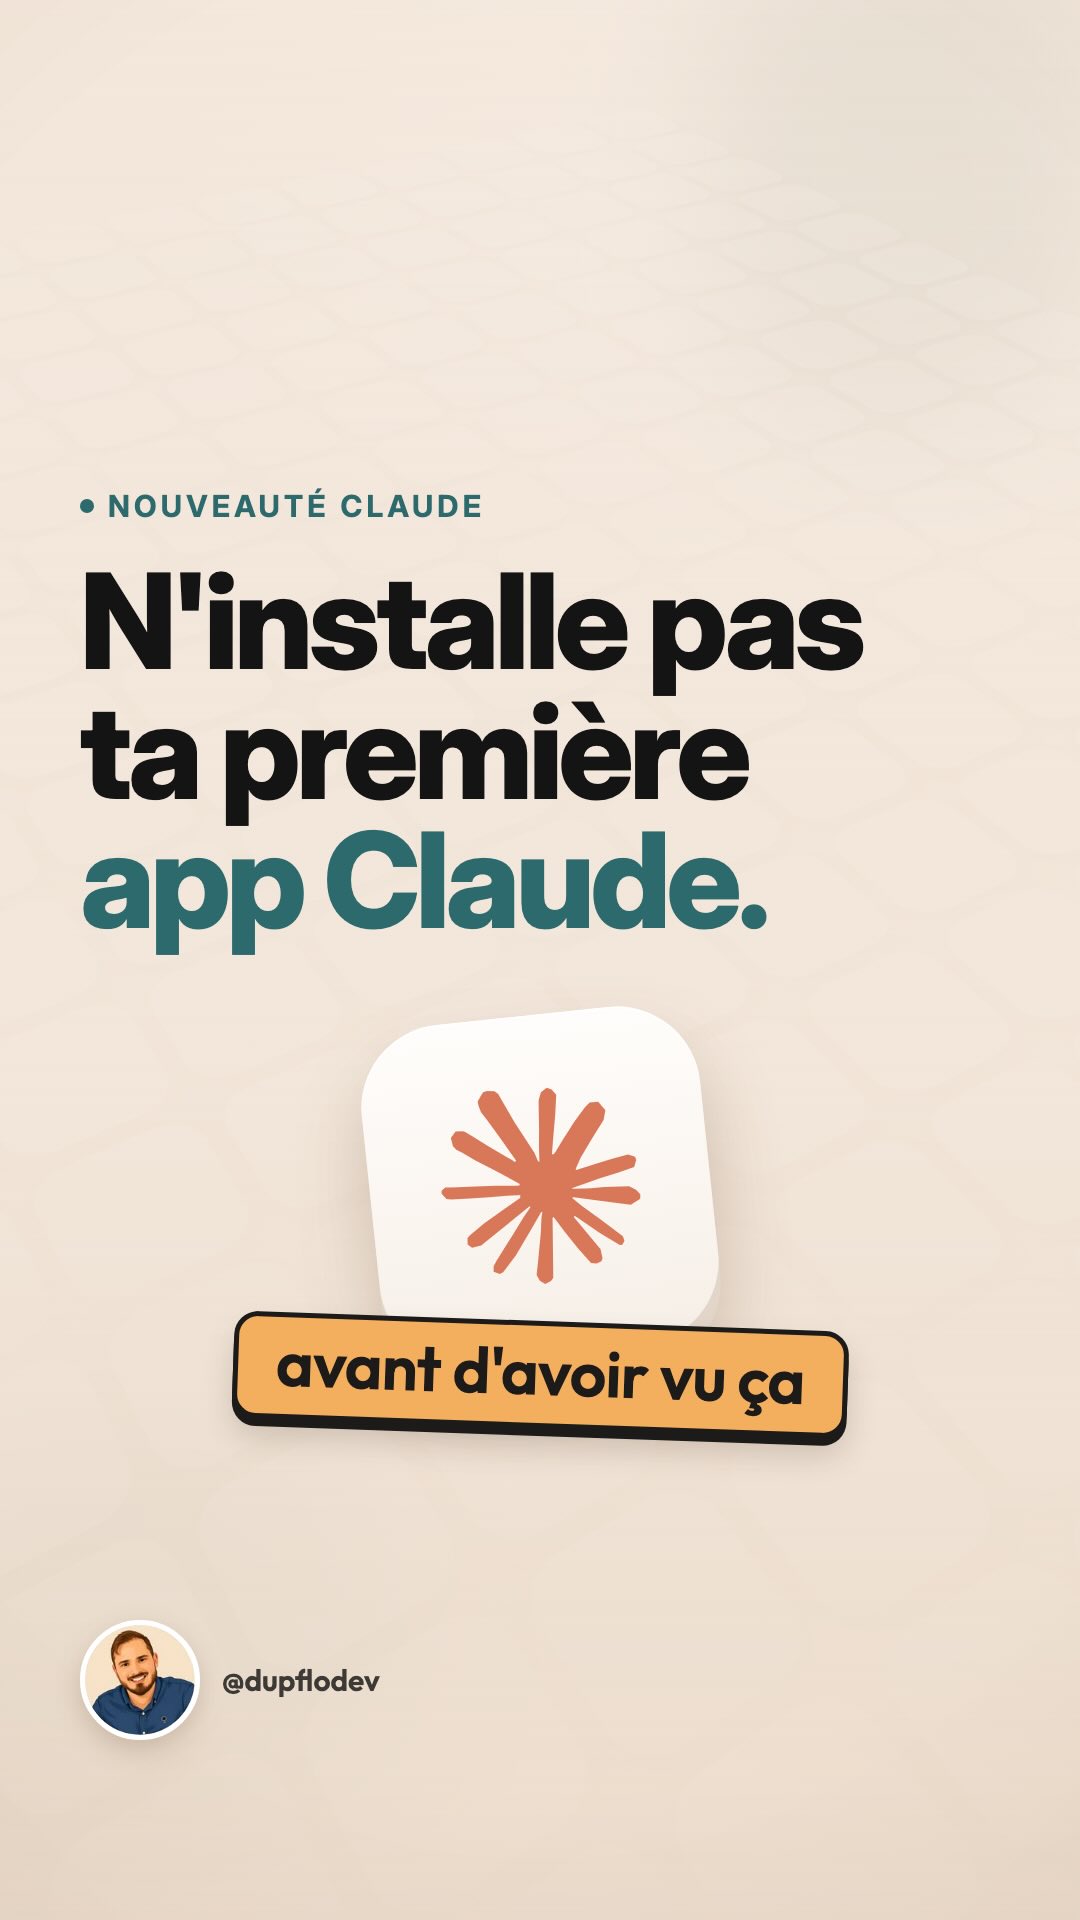 NOUVEAUTÉ CLAUDE
N'installe pas
ta première
app Claude.
avant d'avoir vu ça
@dupflodev